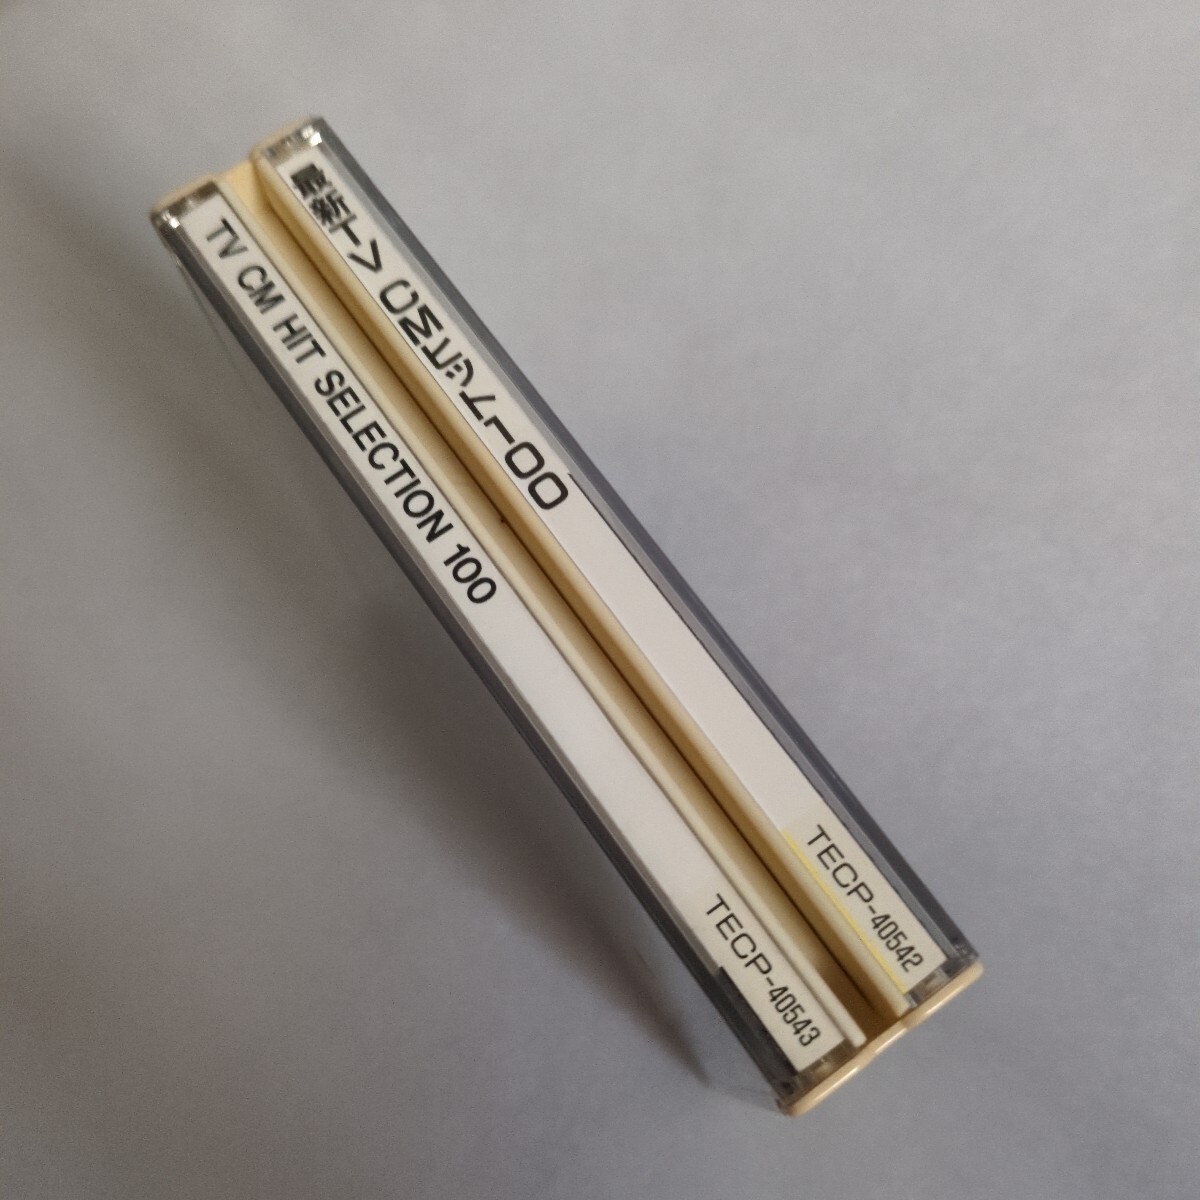 最新TV CMヒット100
TECP-40542
TV CM HIT SELECTION 100
TECP-40543